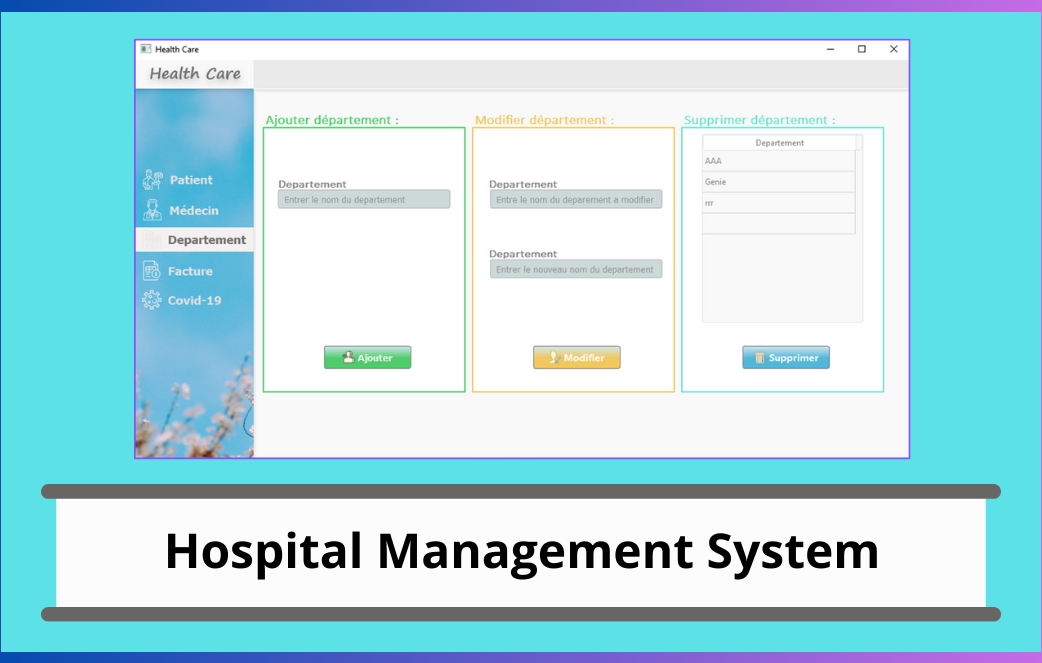 Health Care
Health Care
Patient
Médecin
Departement
Facture
Covid-19
Ajouter département :
Departement
Entrer le nom du departement
Ajouter
Modifier département :
Departement
Entre le nom du deparement a modifier
Departement
Entrer le nouveau nom du departement
Modifier
Supprimer département :
Departement
AAA
Genie
rrr
Supprimer
Hospital Management System